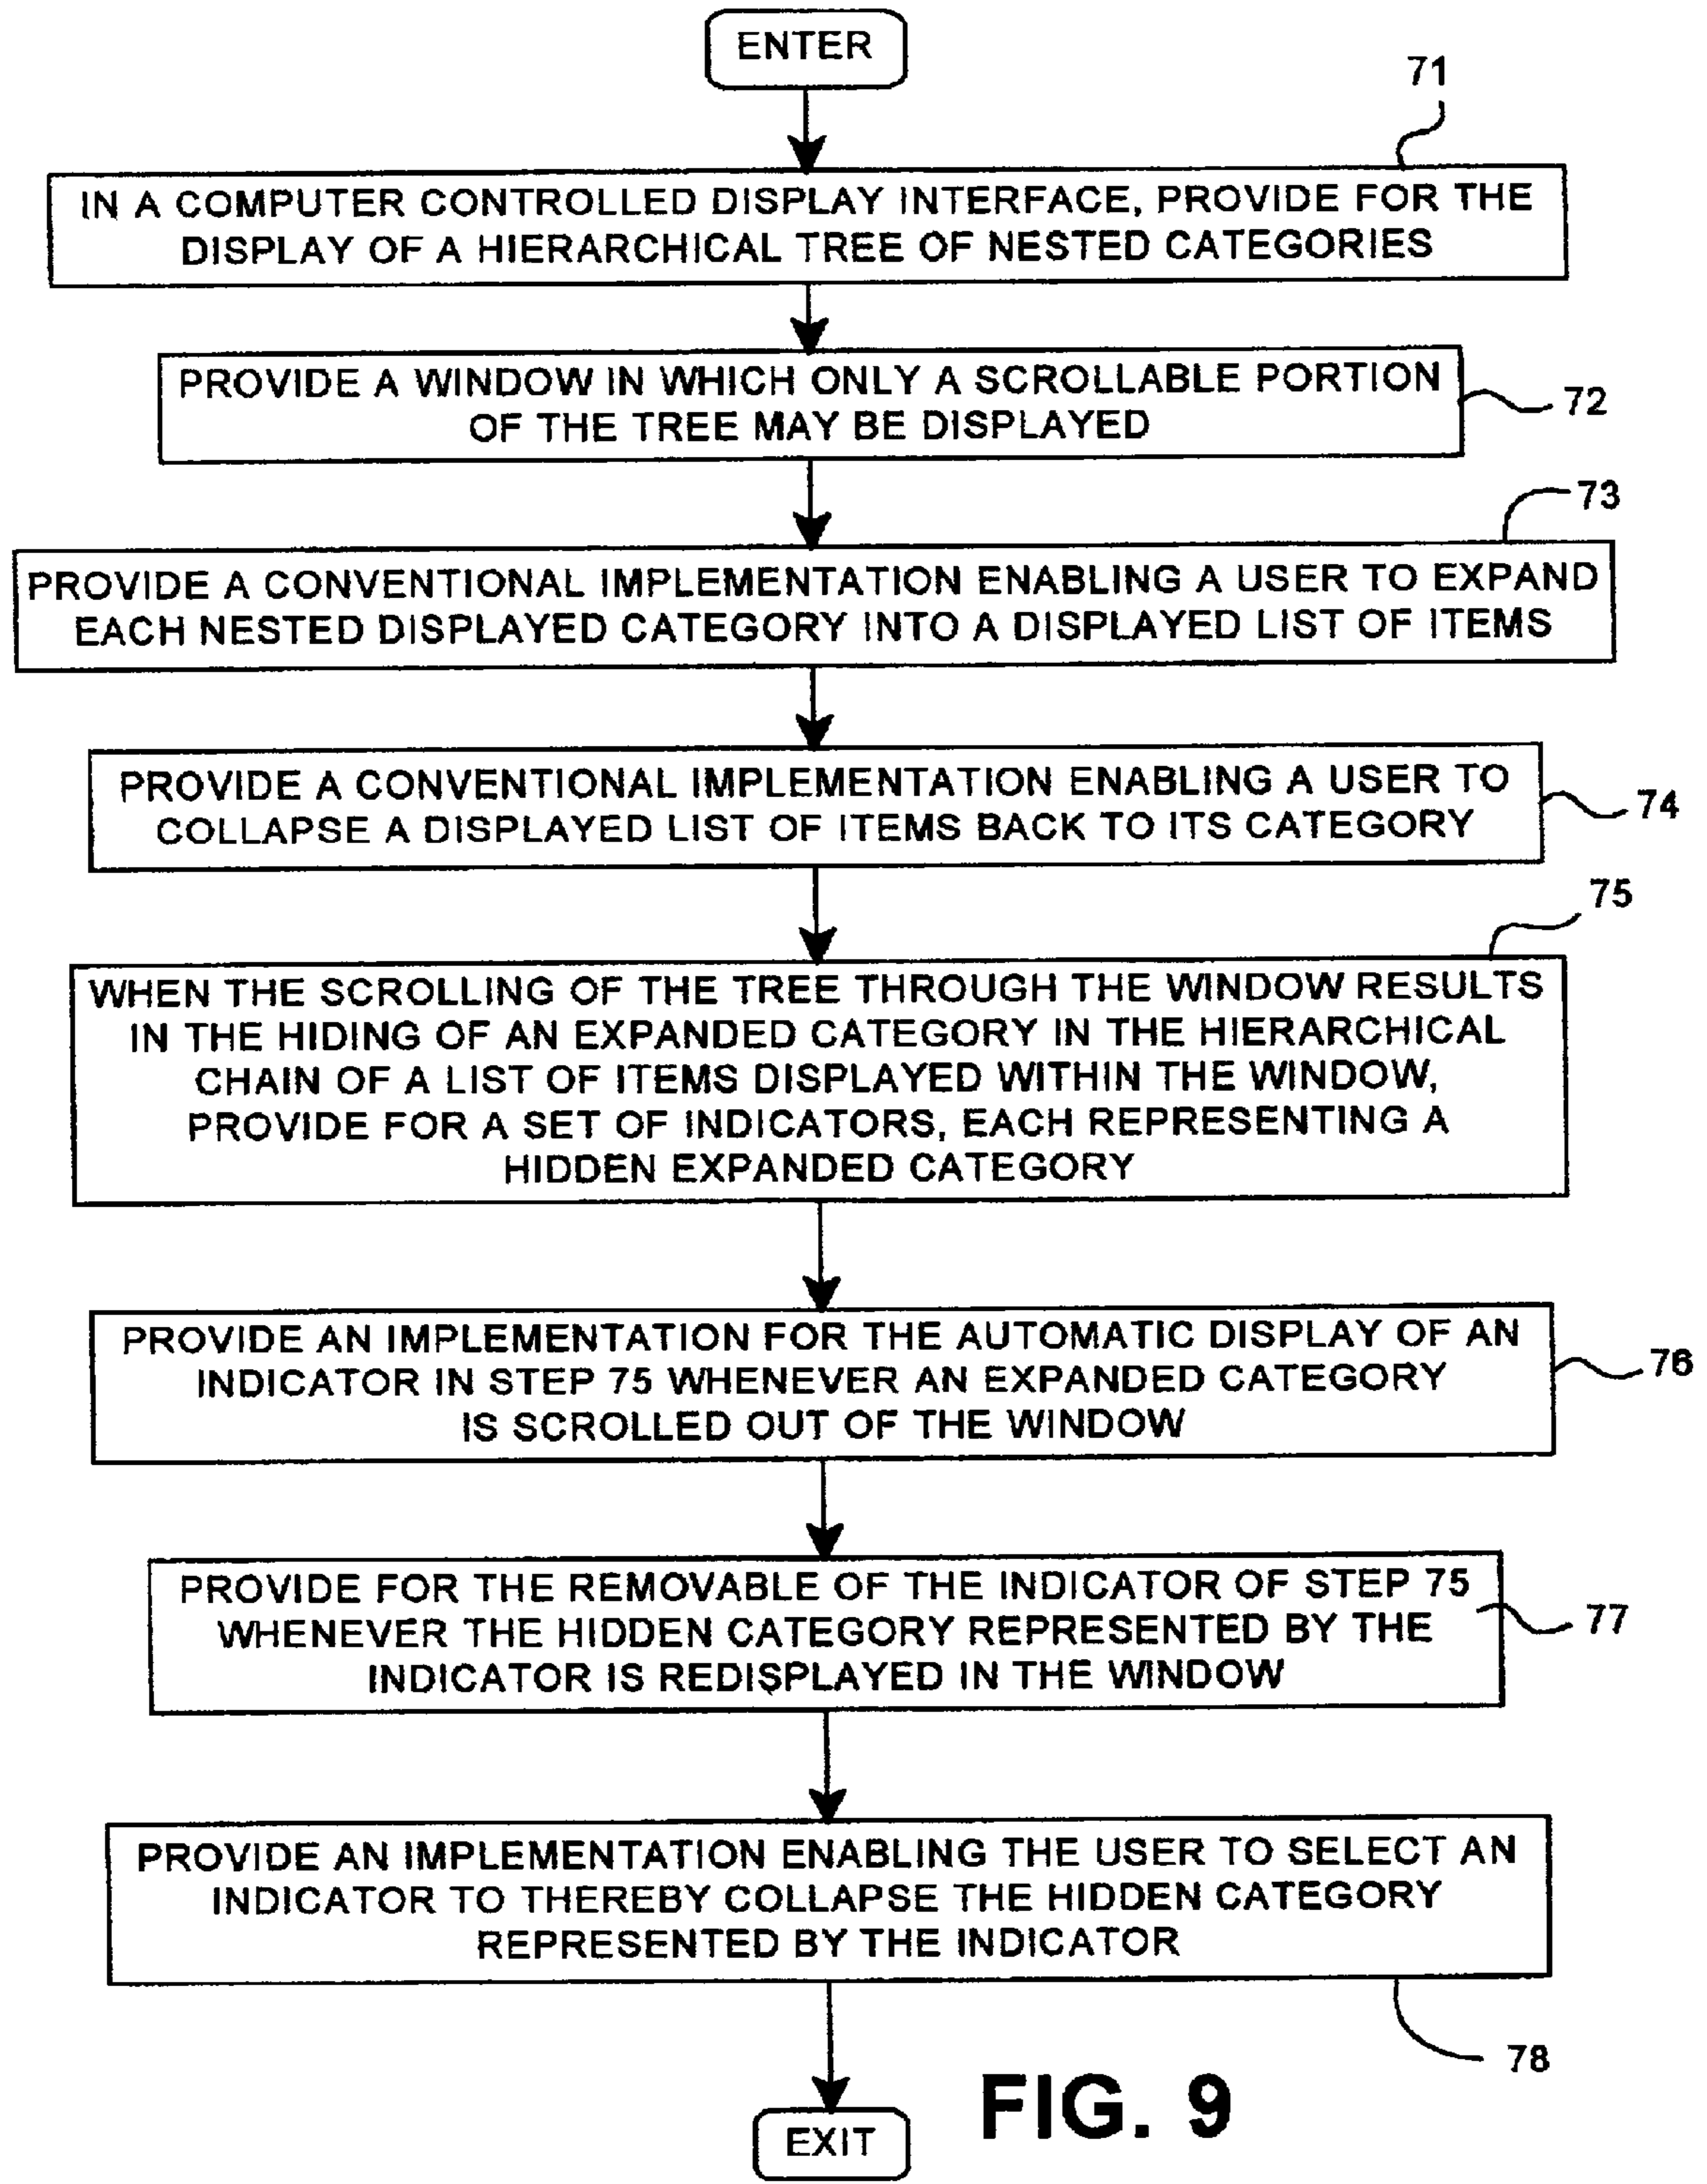 ENTER
71
IN A COMPUTER CONTROLLED DISPLAY INTERFACE, PROVIDE FOR THE
DISPLAY OF A HIERARCHICAL TREE OF NESTED CATEGORIES
PROVIDE A WINDOW IN WHICH ONLY A SCROLLABLE PORTION
OF THE TREE MAY BE DISPLAYED
72
73
PROVIDE A CONVENTIONAL IMPLEMENTATION ENABLING A USER TO EXPAND
EACH NESTED DISPLAYED CATEGORY INTO A DISPLAYED LIST OF ITEMS
PROVIDE A CONVENTIONAL IMPLEMENTATION ENABLING A USER TO
COLLAPSE A DISPLAYED LIST OF ITEMS BACK TO ITS CATEGORY
74
75
WHEN THE SCROLLING OF THE TREE THROUGH THE WINDOW RESULTS
IN THE HIDING OF AN EXPANDED CATEGORY IN THE HIERARCHICAL
CHAIN OF A LIST OF ITEMS DISPLAYED WITHIN THE WINDOW,
PROVIDE FOR A SET OF INDICATORS, EACH REPRESENTING A
HIDDEN EXPANDED CATEGORY
PROVIDE AN IMPLEMENTATION FOR THE AUTOMATIC DISPLAY OF AN
INDICATOR IN STEP 75 WHENEVER AN EXPANDED CATEGORY
IS SCROLLED OUT OF THE WINDOW
76
PROVIDE FOR THE REMOVABLE OF THE INDICATOR OF STEP 75
WHENEVER THE HIDDEN CATEGORY REPRESENTED BY THE
INDICATOR IS REDISPLAYED IN THE WINDOW
77
PROVIDE AN IMPLEMENTATION ENABLING THE USER TO SELECT AN
INDICATOR TO THEREBY COLLAPSE THE HIDDEN CATEGORY
REPRESENTED BY THE INDICATOR
78
EXIT
FIG. 9